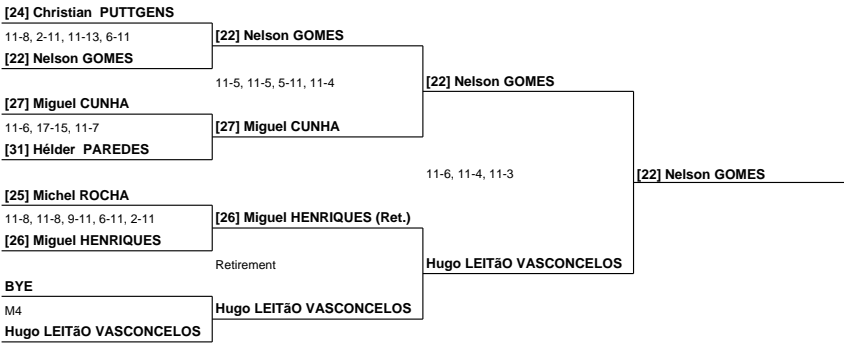 [24] Christian PUTTGENS
11-8, 2-11, 11-13, 6-11
[22] Nelson GOMES
[22] Nelson GOMES
11-5, 11-5, 5-11, 11-4
[22] Nelson GOMES
[27] Miguel CUNHA
11-6, 17-15, 11-7
[27] Miguel CUNHA
[31] Hélder PAREDES
11-6, 11-4, 11-3
[22] Nelson GOMES
[25] Michel ROCHA
11-8, 11-8, 9-11, 6-11, 2-11
[26] Miguel HENRIQUES (Ret.)
[26] Miguel HENRIQUES
Retirement
Hugo LEITãO VASCONCELOS
BYE
M4
Hugo LEITãO VASCONCELOS
Hugo LEITãO VASCONCELOS